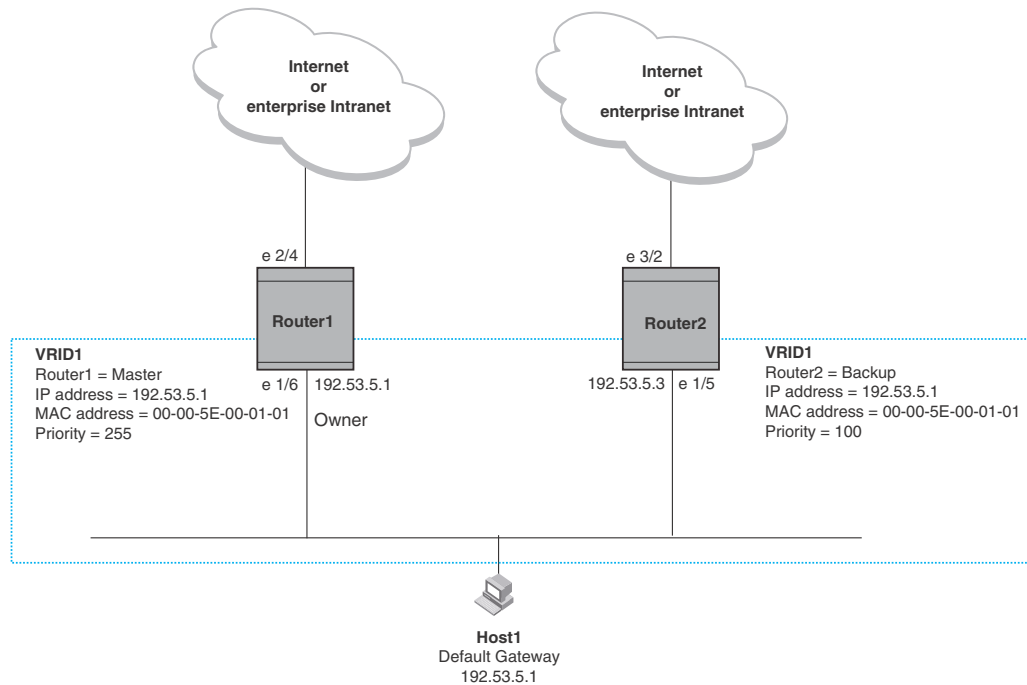 Internet
or
enterprise Intranet
Internet
or
enterprise Intranet
e 2/4
e 3/2
Router1
Router2
VRID1
Router1 = Master
IP address = 192.53.5.1
MAC address = 00-00-5E-00-01-01
Priority = 255
e 1/6
192.53.5.1
Owner
192.53.5.3
e 1/5
VRID1
Router2 = Backup
IP address = 192.53.5.1
MAC address = 00-00-5E-00-01-01
Priority = 100
Host1
Default Gateway
192.53.5.1